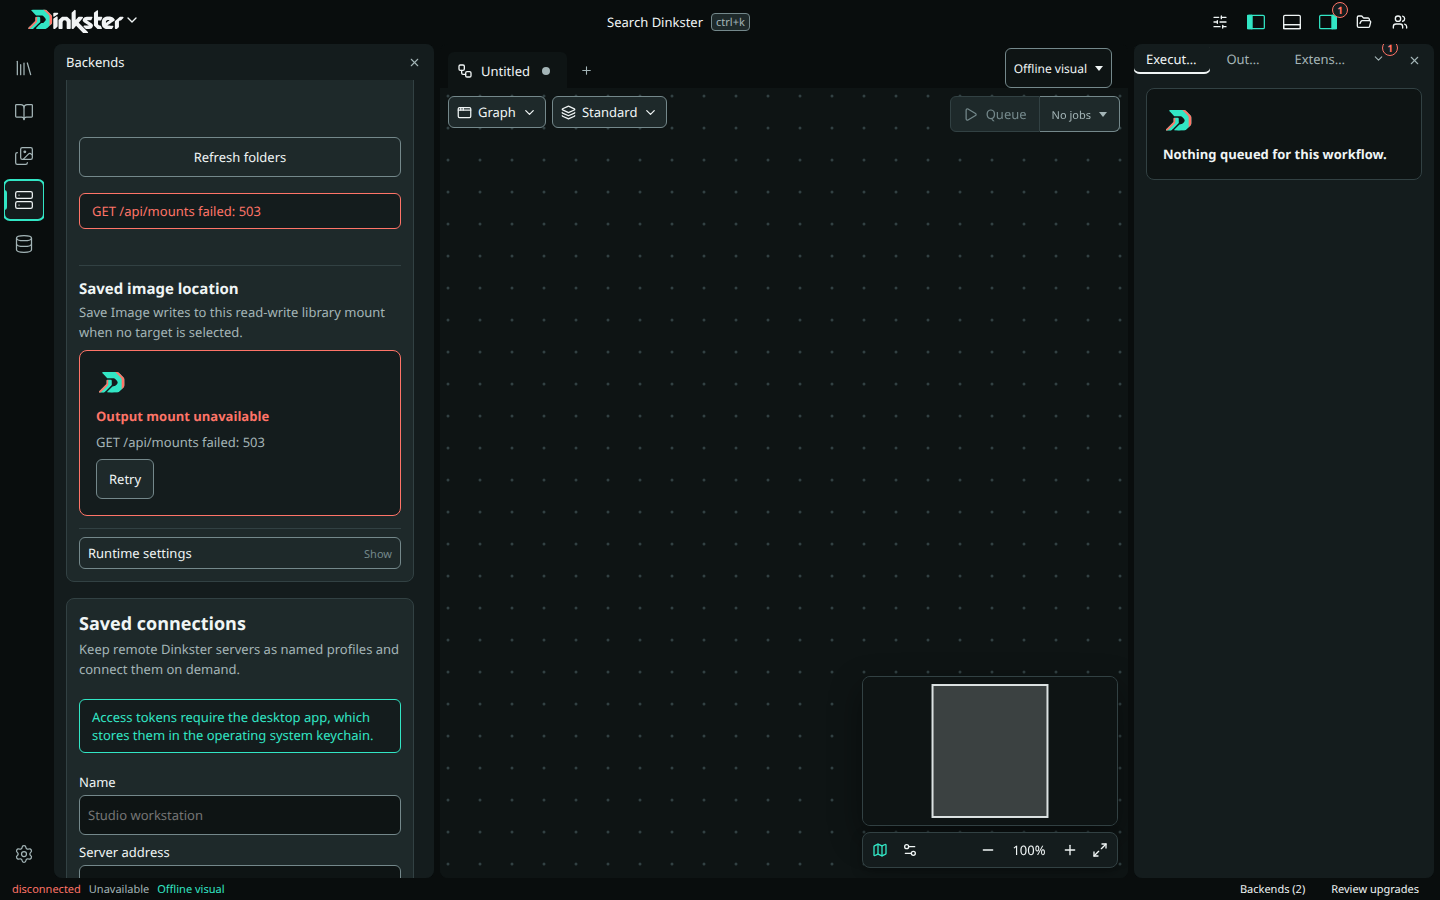 Dinkster
Search Dinkster
ctrl+k
1
Backends
Refresh folders
GET /api/mounts failed: 503
Saved image location
Save Image writes to this read-write library mount
when no target is selected.
Output mount unavailable
GET /api/mounts failed: 503
Retry
Runtime settings
Show
Saved connections
Keep remote Dinkster servers as named profiles and
connect them on demand.
Access tokens require the desktop app, which
stores them in the operating system keychain.
Name
Studio workstation
Server address
Untitled
Offline visual
Graph
Standard
Queue
No jobs
100%
Execut...
Out...
Extens...
1
Nothing queued for this workflow.
disconnected
Unavailable
Offline visual
Backends (2)
Review upgrades